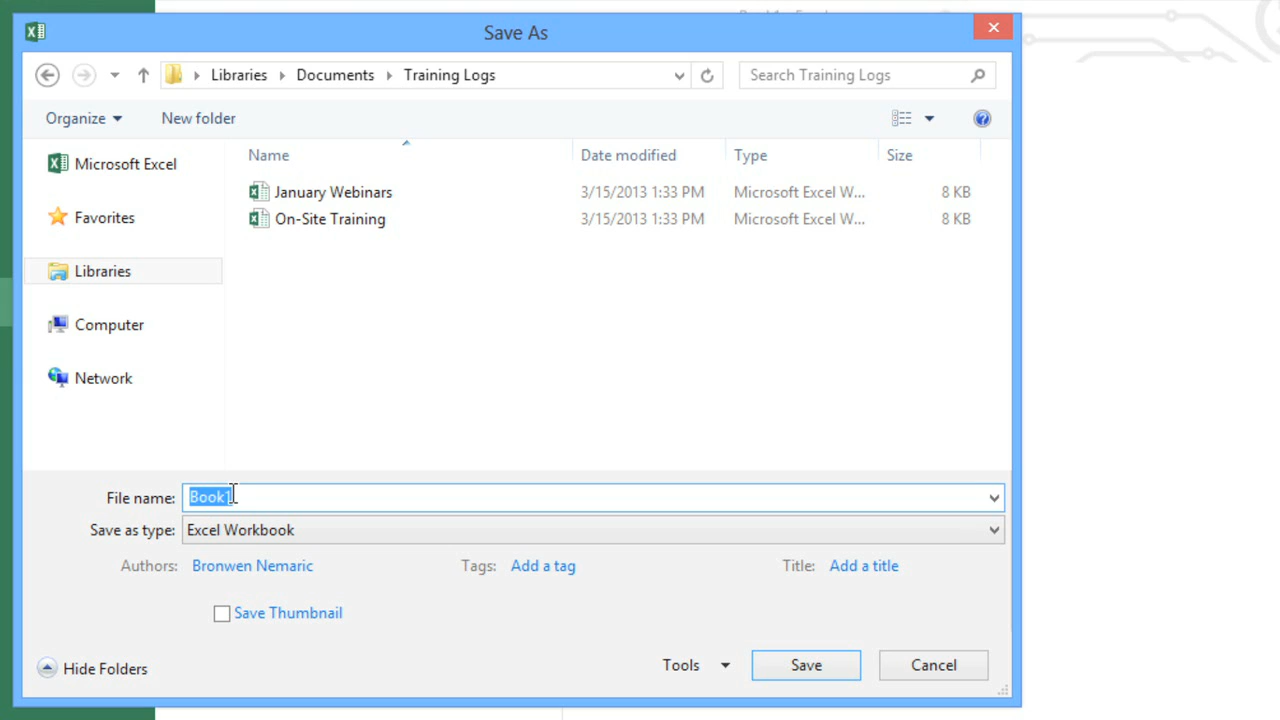 Save As
Libraries Documents Training Logs
Search Training Logs
Organize New folder
Name Date modified Type Size
Microsoft Excel
Favorites
Libraries
Computer
Network
January Webinars 3/15/2013 1:33 PM Microsoft Excel W... 8 KB
On-Site Training 3/15/2013 1:33 PM Microsoft Excel W... 8 KB
File name: Book1
Save as type: Excel Workbook
Authors: Bronwen Nemaric Tags: Add a tag Title: Add a title
Save Thumbnail
Hide Folders Tools Save Cancel